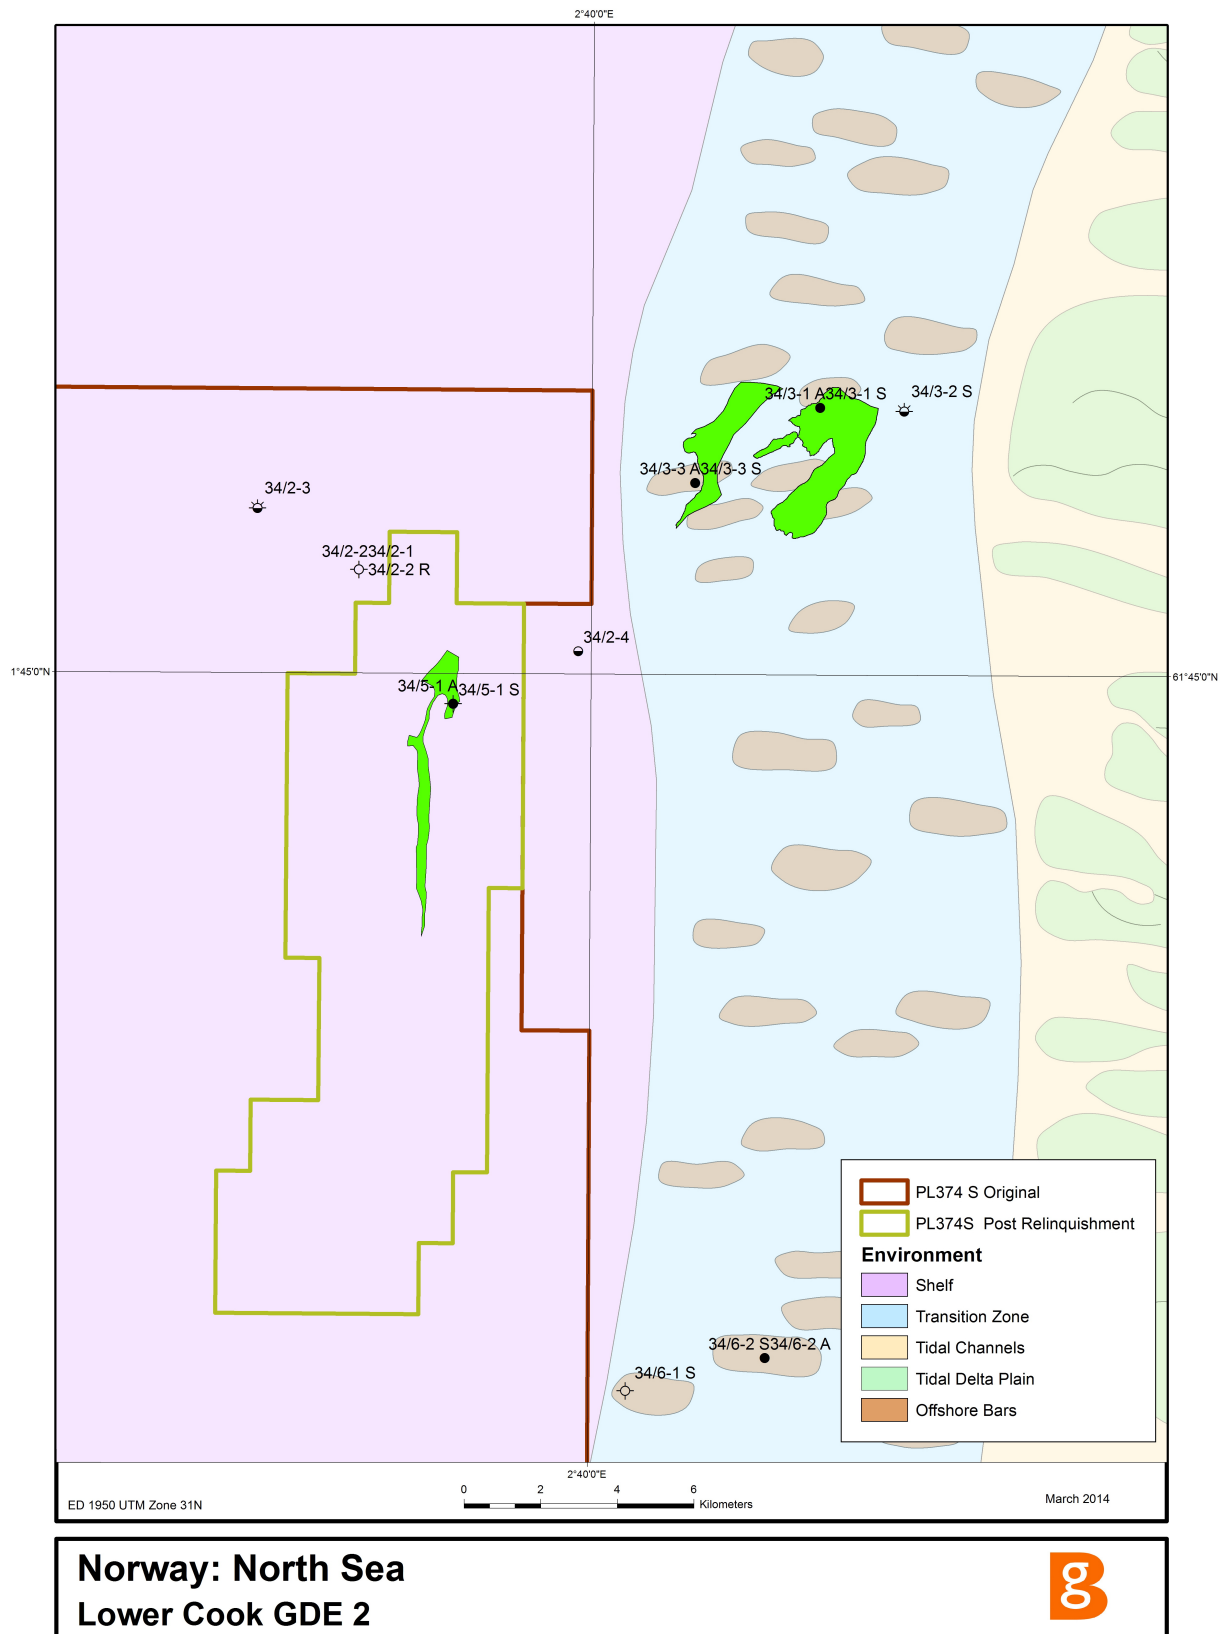 2°40'0"E
34/3-1 A34/3-1 S
34/3-2 S
34/3-3 A34/3-3 S
34/2-3
34/2-234/2-1
34/2-2 R
34/2-4
1°45'0"N
61°45'0"N
34/5-1 A
34/5-1 S
PL374 S Original
PL374S Post Relinquishment
Environment
Shelf
Transition Zone
Tidal Channels
Tidal Delta Plain
Offshore Bars
34/6-2 S34/6-2 A
34/6-1 S
2°40'0"E
0 2 4 6
Kilometers
ED 1950 UTM Zone 31N
March 2014
Norway: North Sea
Lower Cook GDE 2
BG